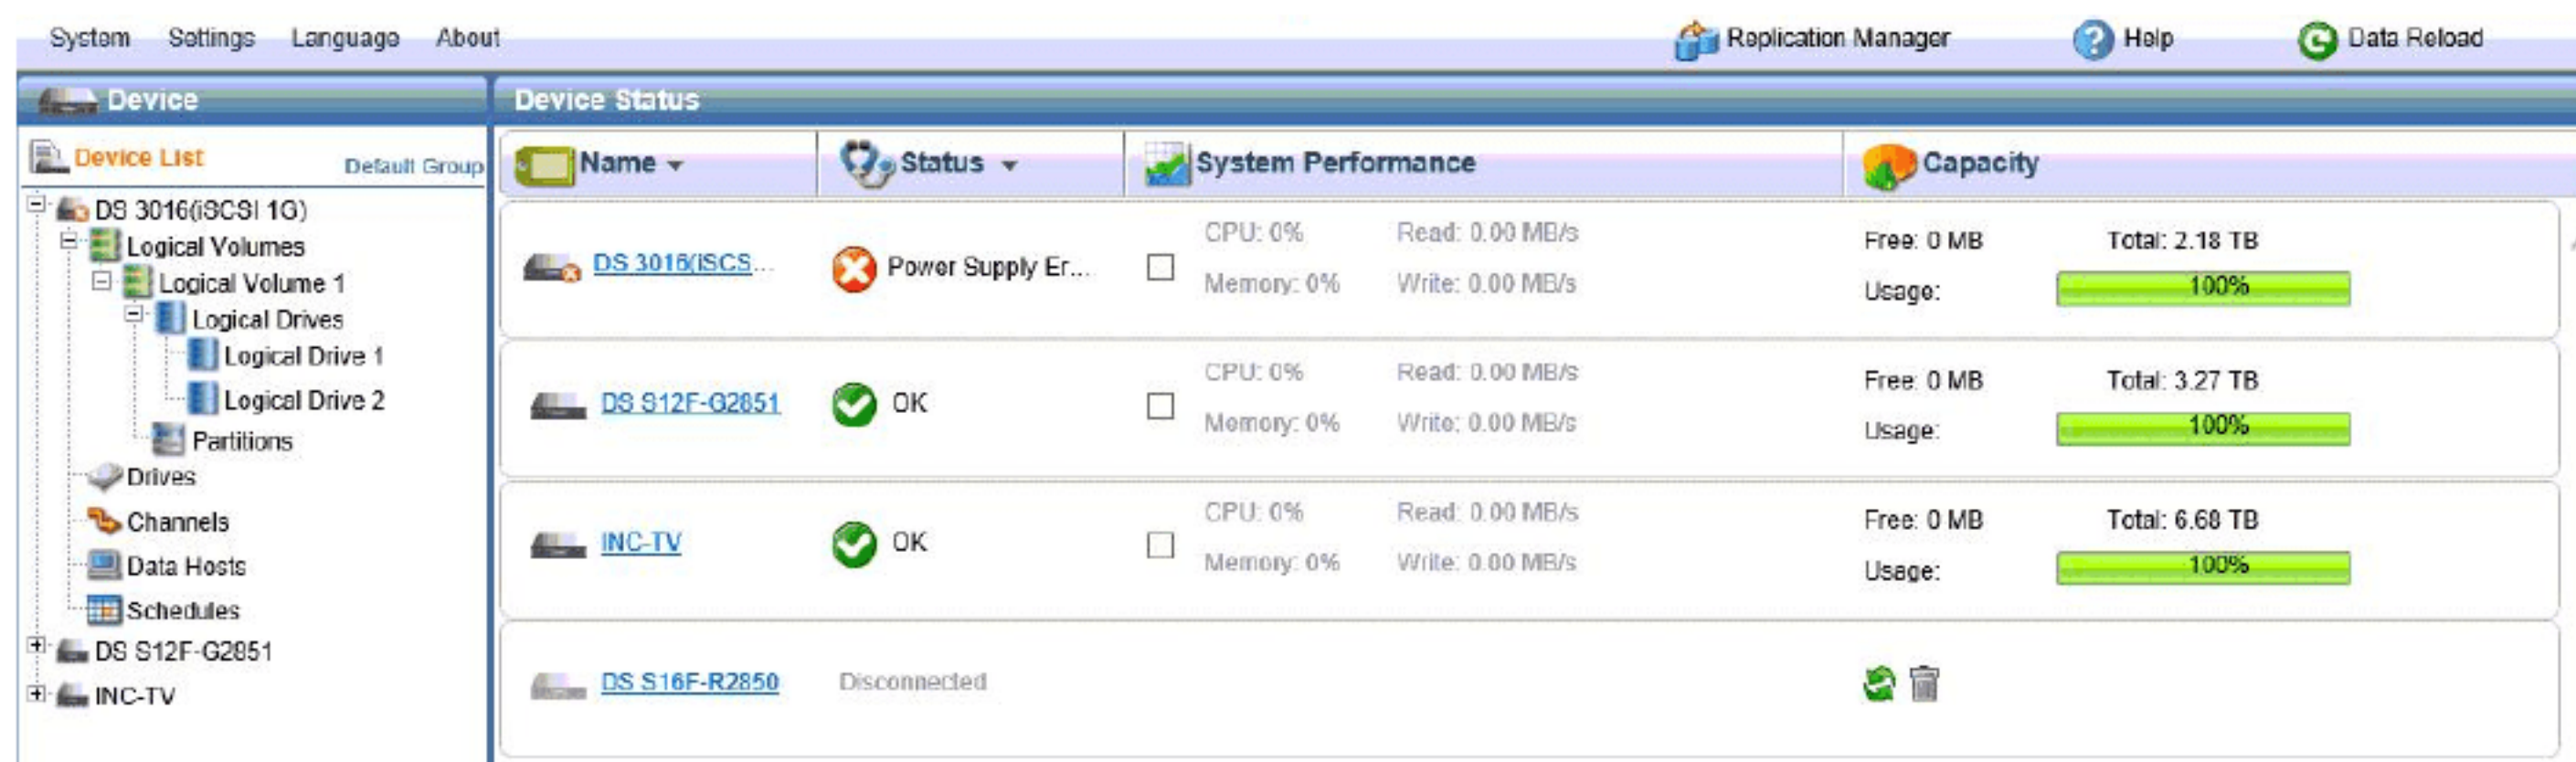 System Settings Language About Replication Manager Help Data Reload
Device
Device List Default Group
DS 3016(iSCSI 1G)
Logical Volumes
Logical Volume 1
Logical Drives
Logical Drive 1
Logical Drive 2
Partitions
Drives
Channels
Data Hosts
Schedules
DS S12F-G2851
INC-TV
Device Status
Name Status System Performance Capacity
DS 3016(iSCS... Power Supply Er... CPU: 0% Read: 0.00 MB/s Free: 0 MB Total: 2.18 TB
Memory: 0% Write: 0.00 MB/s Usage: 100%
DS S12F-G2851 OK CPU: 0% Read: 0.00 MB/s Free: 0 MB Total: 3.27 TB
Memory: 0% Write: 0.00 MB/s Usage: 100%
INC-TV OK CPU: 0% Read: 0.00 MB/s Free: 0 MB Total: 6.68 TB
Memory: 0% Write: 0.00 MB/s Usage: 100%
DS S16F-R2850 Disconnected